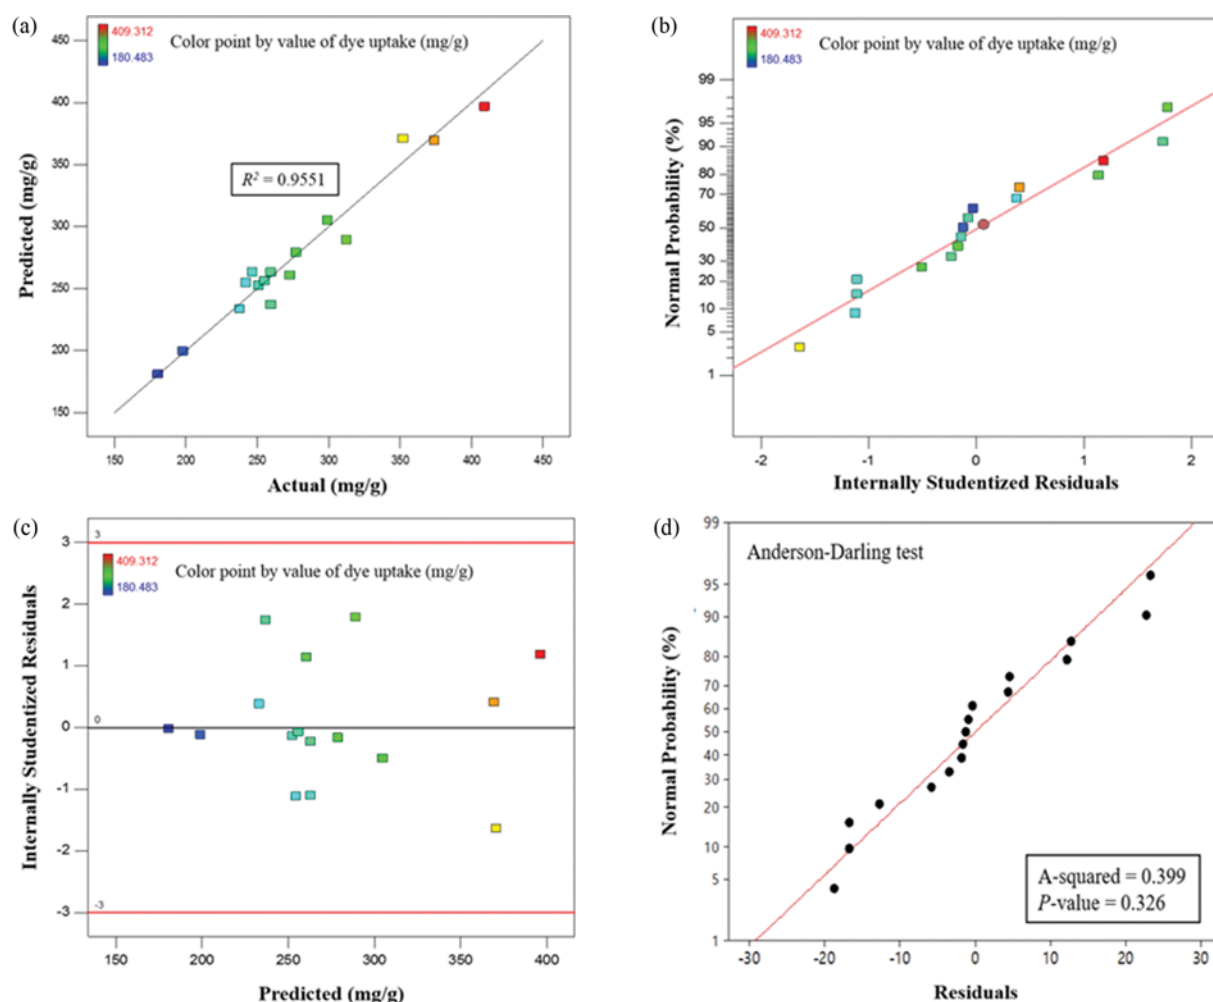 (a)
409.312
180.483
Color point by value of dye uptake (mg/g)
R² = 0.9551
450
400
350
300
250
200
150
Predicted (mg/g)
150 200 250 300 350 400 450
Actual (mg/g)
(b)
409.312
180.483
Color point by value of dye uptake (mg/g)
99
95
90
80
70
50
30
20
10
5
1
Normal Probability (%)
-2 -1 0 1 2
Internally Studentized Residuals
(c)
409.312
180.483
Color point by value of dye uptake (mg/g)
3
2
1
0
-1
-2
-3
3
0
-3
Internally Studentized Residuals
200 250 300 350 400
Predicted (mg/g)
(d)
Anderson-Darling test
99
95
90
80
70
60
50
40
30
20
10
5
1
Normal Probability (%)
A-squared = 0.399
P-value = 0.326
-30 -20 -10 0 10 20 30
Residuals